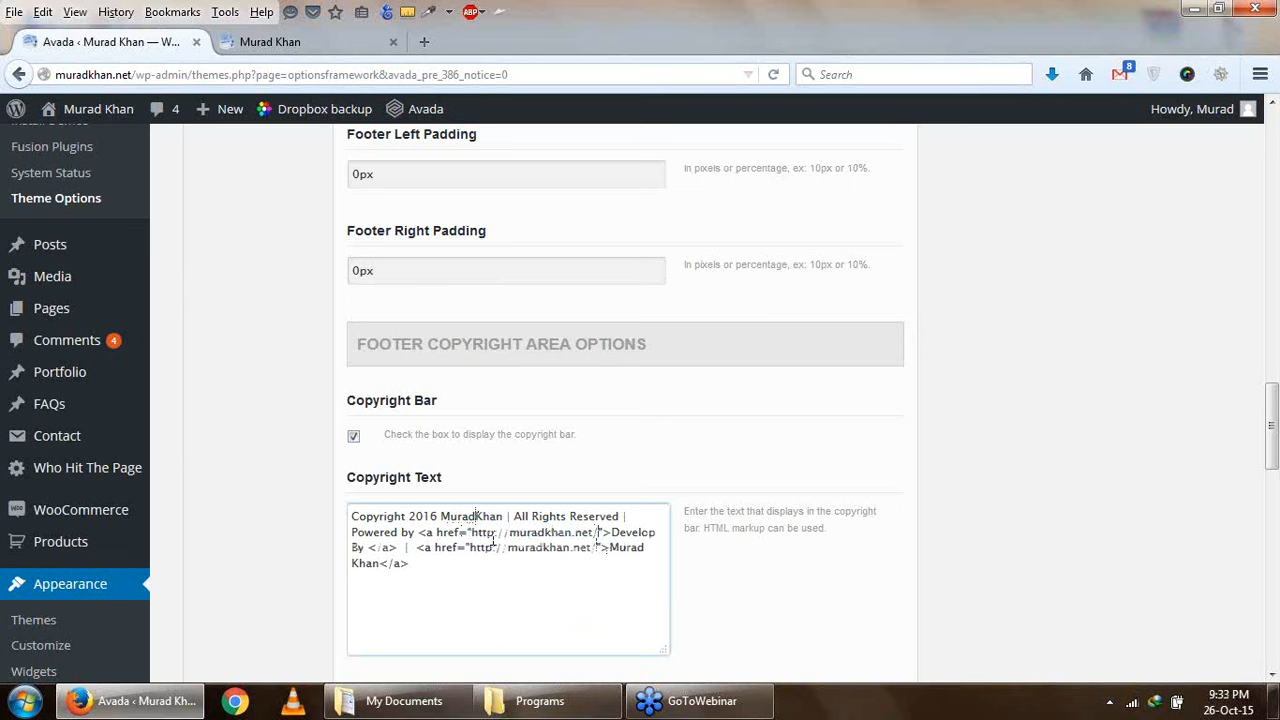 File Edit View History Bookmarks Tools Help ABP
Avada ‹ Murad Khan — W... × Murad Khan × +
muradkhan.net/wp-admin/themes.php?page=optionsframework&avada_pre_386_notice=0 Search 8
Murad Khan 4 + New Dropbox backup Avada Howdy, Murad
Fusion Plugins
System Status
Theme Options
Posts
Media
Pages
Comments 4
Portfolio
FAQs
Contact
Who Hit The Page
WooCommerce
Products
Appearance
Themes
Customize
Widgets
Footer Left Padding
0px In pixels or percentage, ex: 10px or 10%.
Footer Right Padding
0px In pixels or percentage, ex: 10px or 10%.
FOOTER COPYRIGHT AREA OPTIONS
Copyright Bar
Check the box to display the copyright bar.
Copyright Text
Copyright 2016 MuradKhan | All Rights Reserved |
Powered by <a href="http://muradkhan.net/">Develop
By </a> | <a href="http://muradkhan.net/">Murad
Khan</a>
Enter the text that displays in the copyright
bar. HTML markup can be used.
Avada ‹ Murad Kh... My Documents Programs GoToWebinar
9:33 PM
26-Oct-15